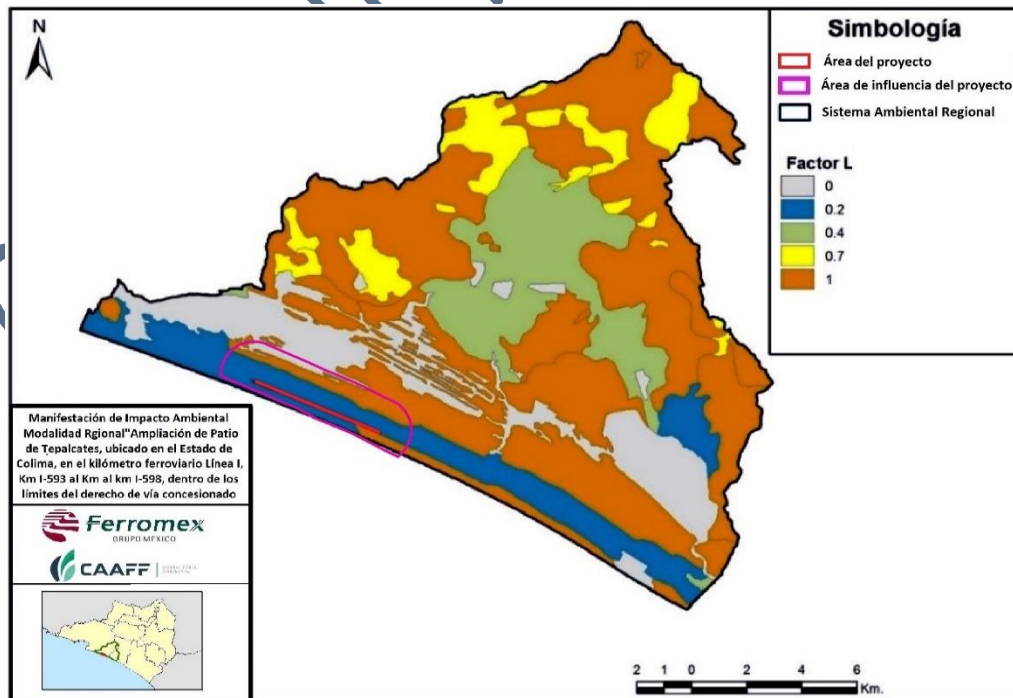 N
Simbología
Área del proyecto
Área de influencia del proyecto
Sistema Ambiental Regional
Factor L
0
0.2
0.4
0.7
1
Manifestación de Impacto Ambiental
Modalidad Rgional"Ampliación de Patio
de Tepalcates, ubicado en el Estado de
Colima, en el kilómetro ferroviario Línea I,
Km I-593 al Km al km I-598, dentro de los
límites del derecho de vía concesionado
Ferromex
GRUPO MEXICO
CAAFF
2 1 0 2 4 6
Km.